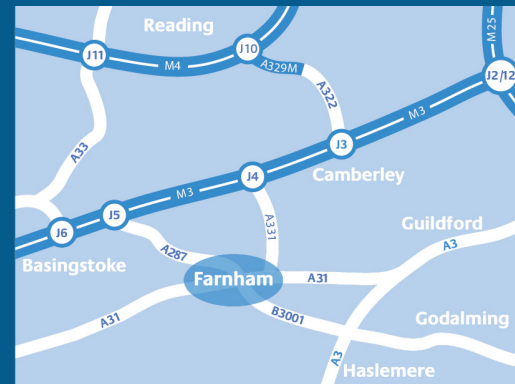 Reading
M25
J11
J10
M4
A329M
J2/12
A322
M3
J3
A33
J4
Camberley
M3
J5
A331
Guildford
J6
A3
Basingstoke
A287
Farnham
A31
A31
B3001
Godalming
A3
Haslemere